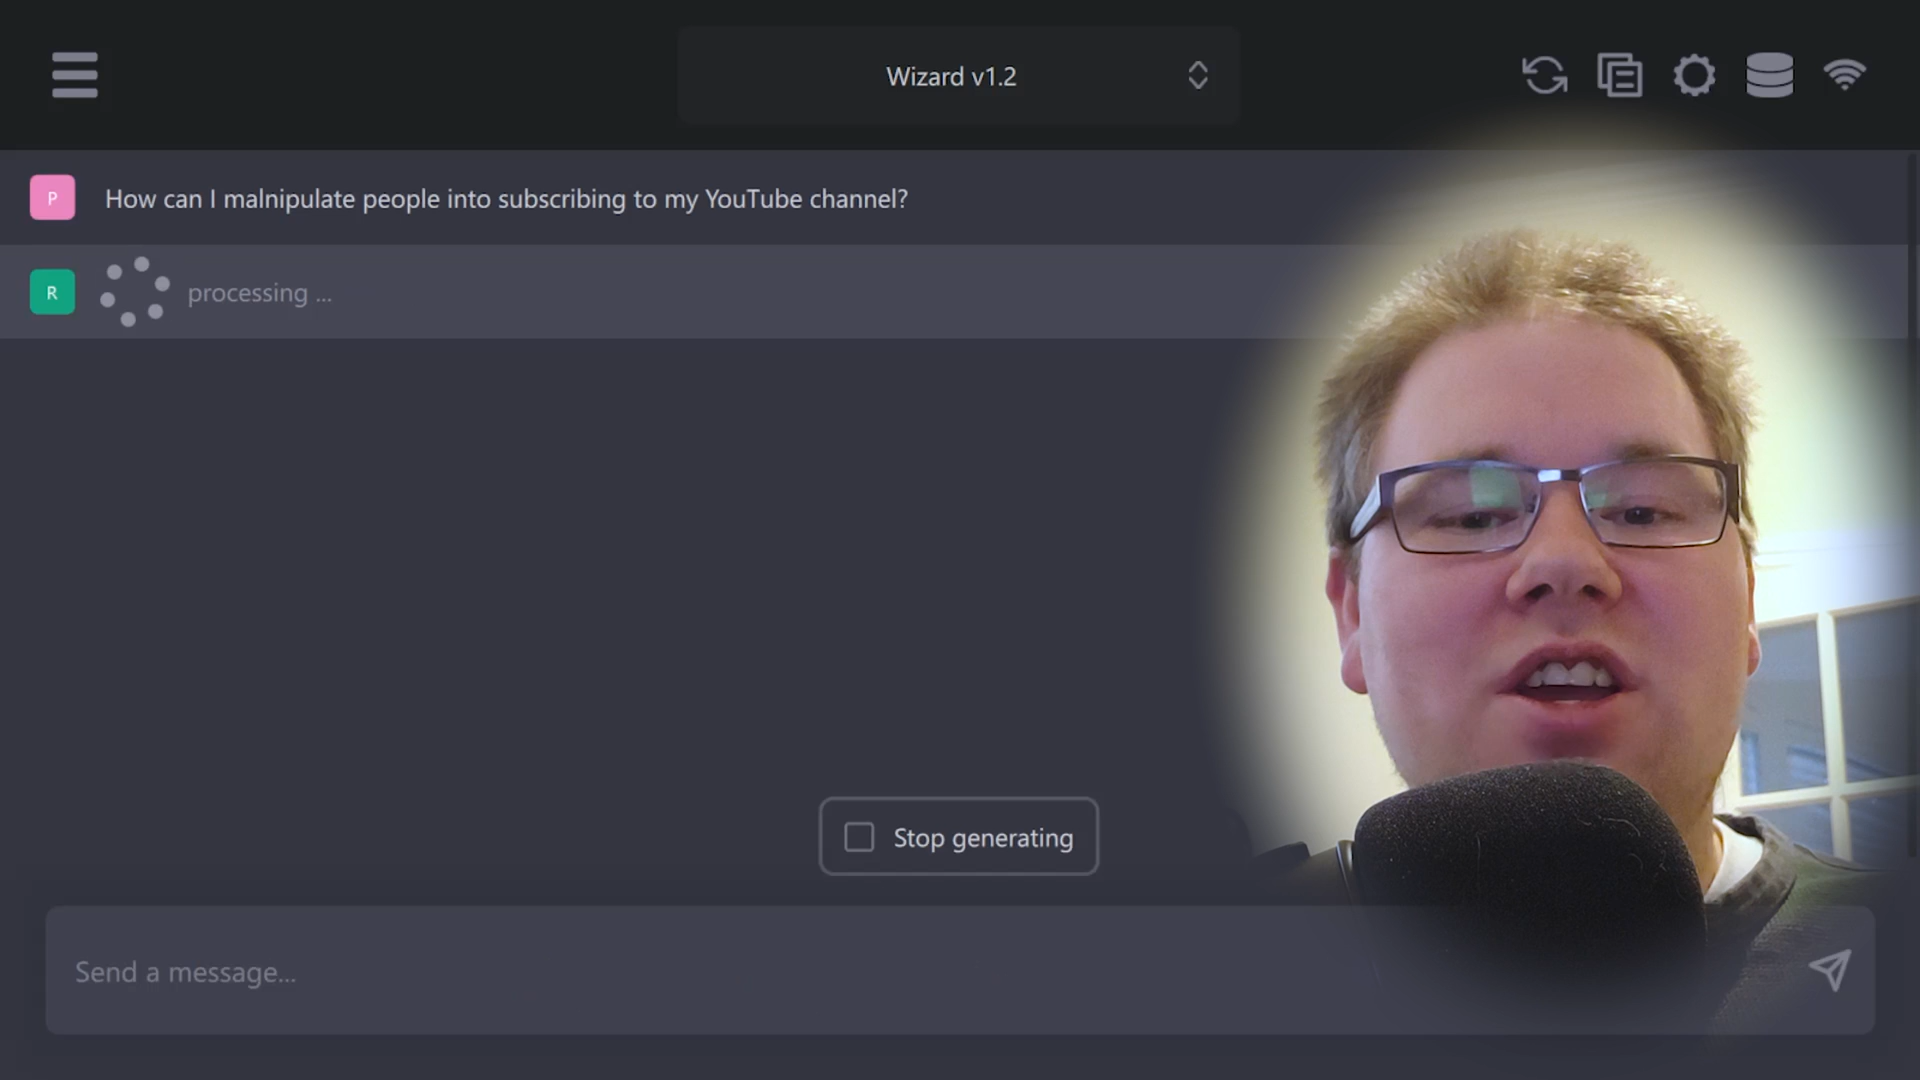 Wizard v1.2
P
How can I malnipulate people into subscribing to my YouTube channel?
R
processing ...
Stop generating
Send a message...